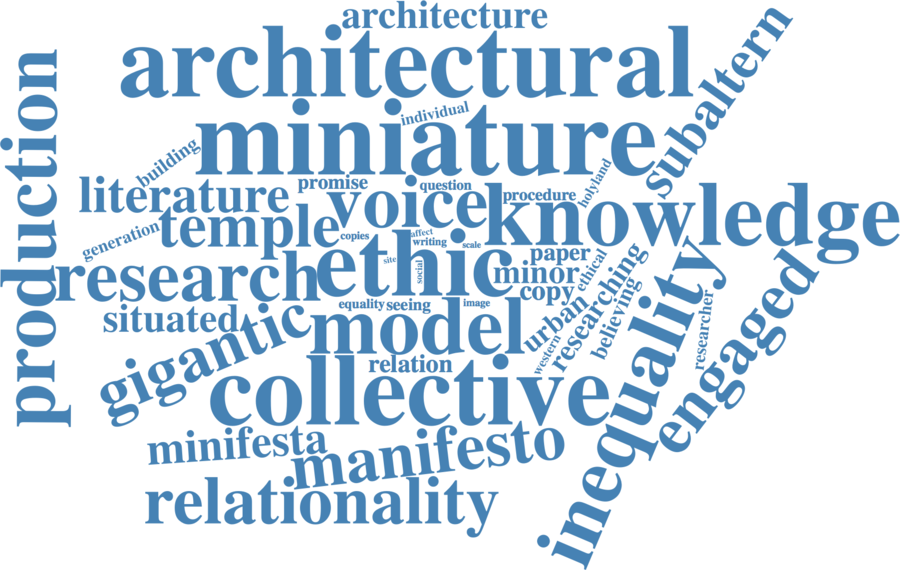 architecture
architectural
subaltern
individual
miniature
production
building
literature
promise
question
procedure
holyland
voice
knowledge
temple
generation
copies
affect
writing
scale
ethic
site
social
research
paper
ethical
minor
copy
researching
urban
believing
western
equality
seeing
image
model
situated
gigantic
relation
researcher
inequality
engaged
collective
minifesta
manifesto
relationality